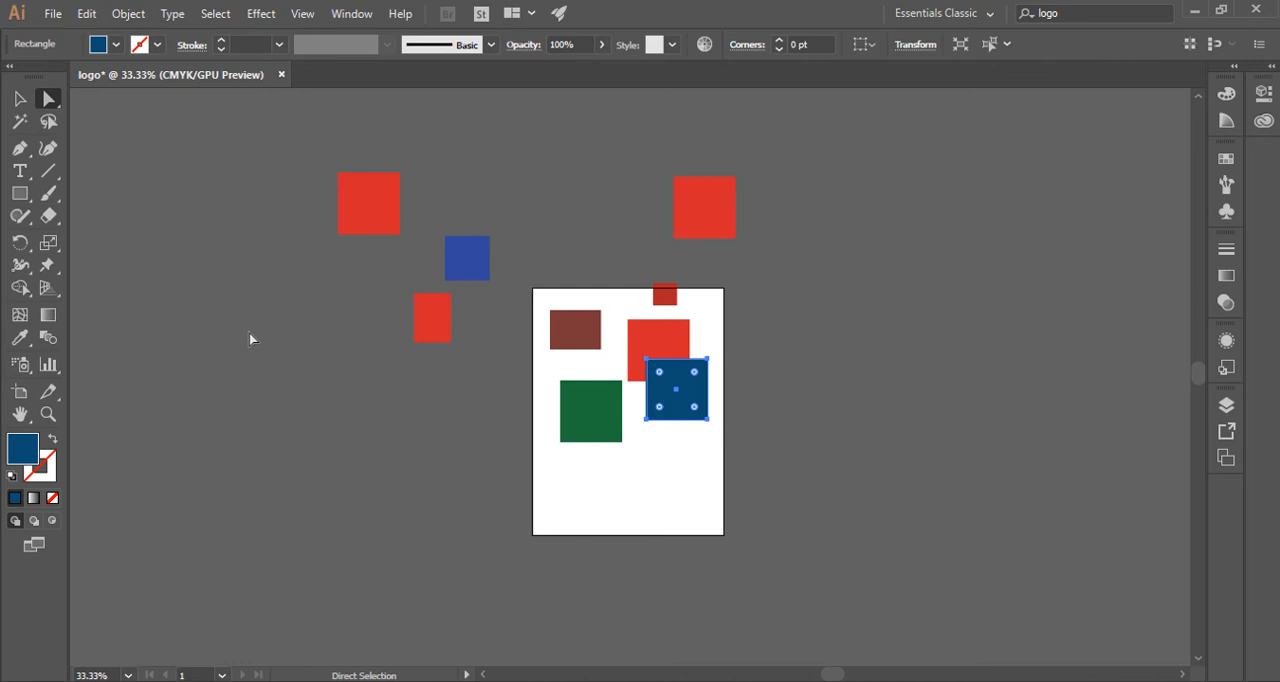 Ai File Edit Object Type Select Effect View Window Help Br St Essentials Classic logo
Rectangle Stroke: Basic Opacity: 100% Style: Corners: 0 pt Transform
logo* @ 33.33% (CMYK/GPU Preview) ×
T
33.33% 1 Direct Selection